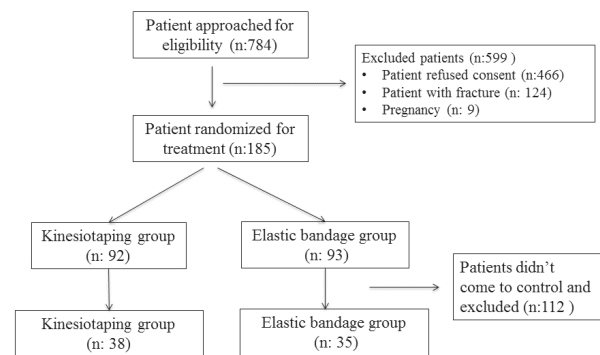 Patient approached for
eligibility (n:784)
Excluded patients (n:599 )
• Patient refused consent (n:466)
• Patient with fracture (n: 124)
• Pregnancy (n: 9)
Patient randomized for
treatment (n:185)
Kinesiotaping group
(n: 92)
Elastic bandage group
(n: 93)
Patients didn’t
come to control and
excluded (n:112 )
Kinesiotaping group
(n: 38)
Elastic bandage group
(n: 35)